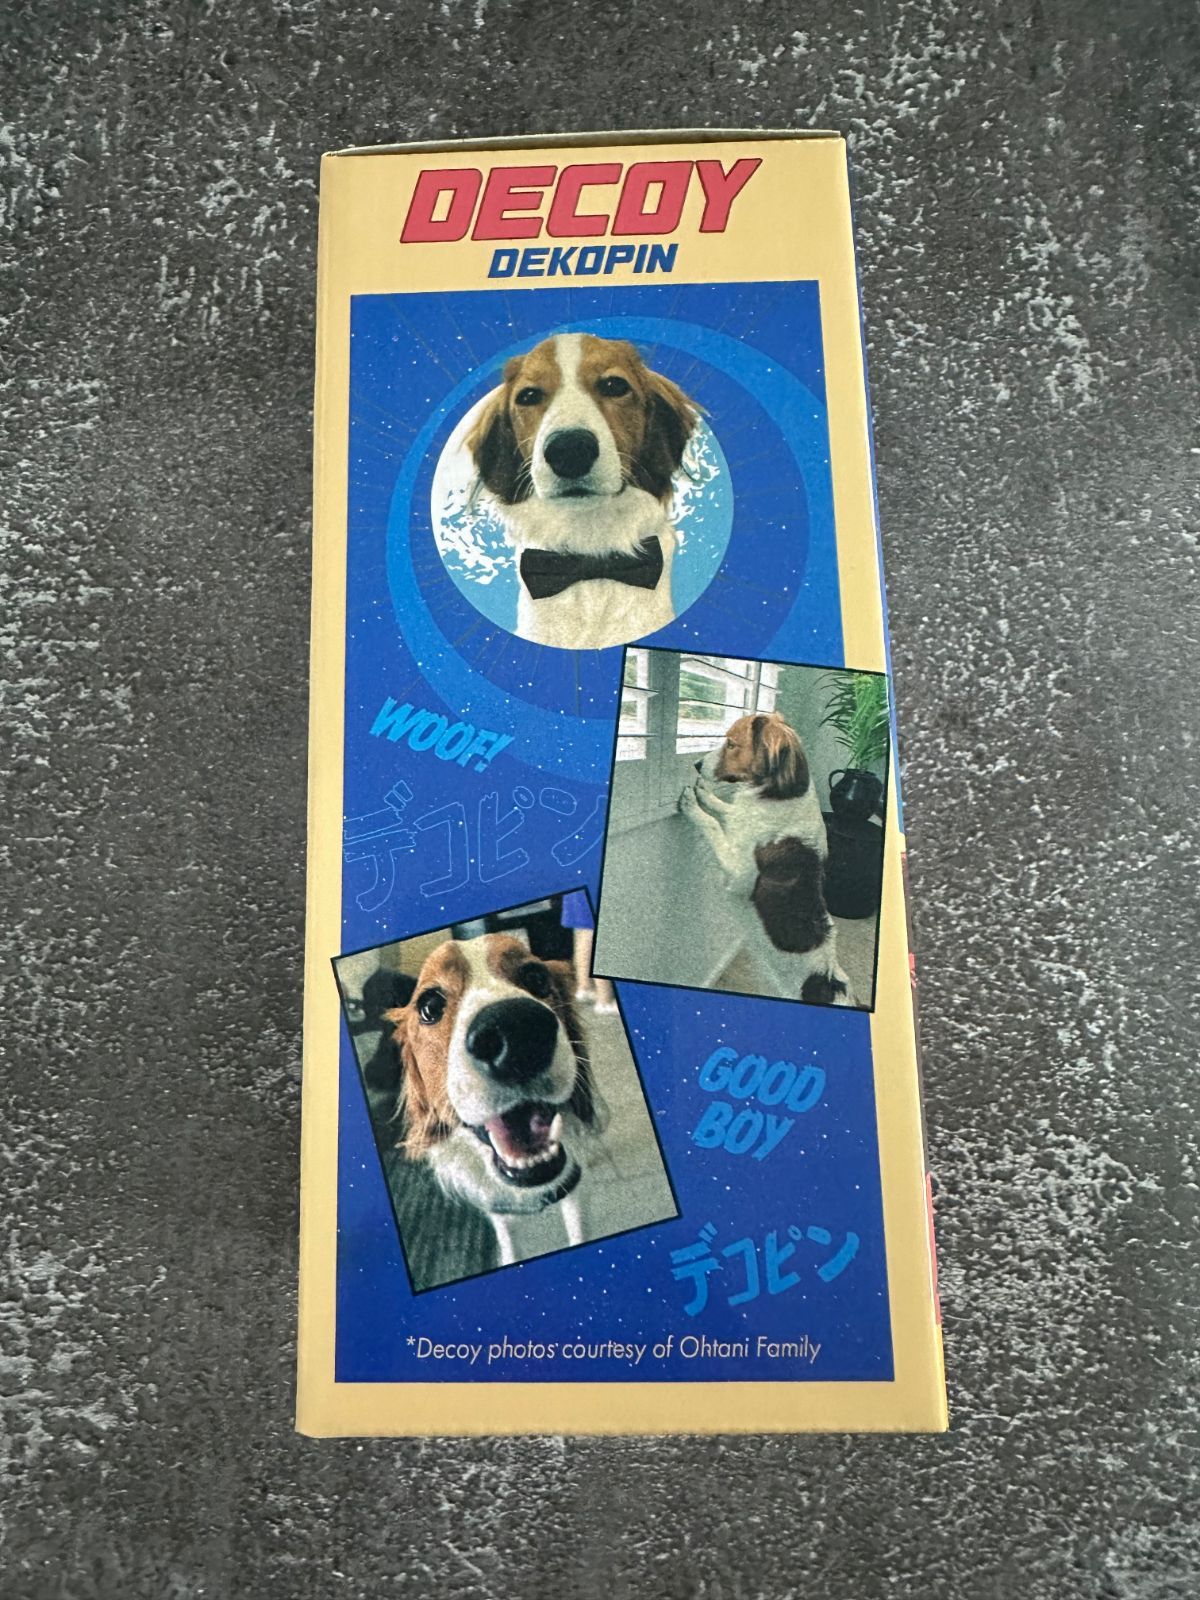 DECOY
DEKOPIN
WOOF!
デコピン
GOOD
BOY
デコピン
*Decoy photos courtesy of Ohtani Family